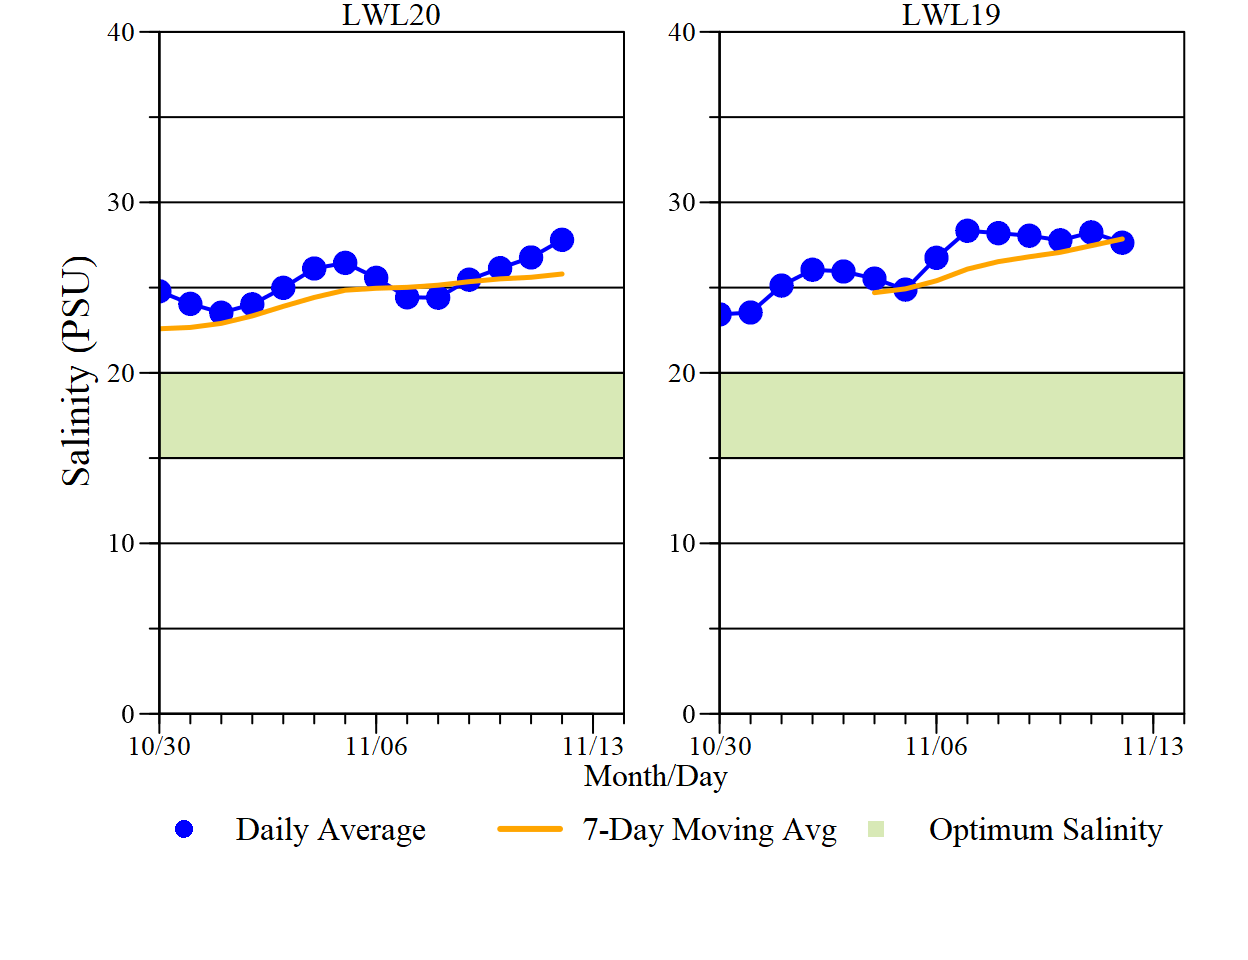 LWL20
LWL19
Salinity (PSU)
40
30
20
10
0
40
30
20
10
0
10/30
11/06
11/13
10/30
11/06
11/13
Month/Day
Daily Average
7-Day Moving Avg
Optimum Salinity